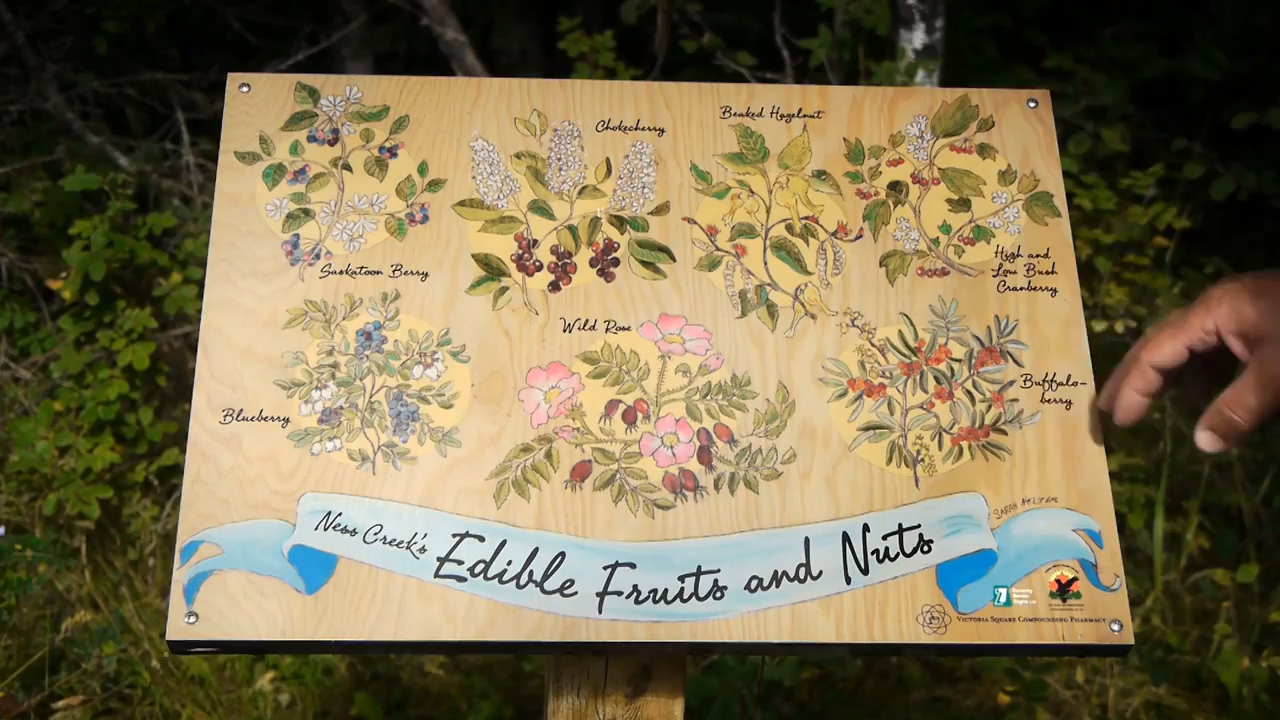 Beaked Hazelnut
Chokecherry
Saskatoon Berry
High and
Low Bush
Cranberry
Wild Rose
Blueberry
Buffalo-
berry
Ness Creek's
Edible Fruits and Nuts
Victoria Square Compounding Pharmacy